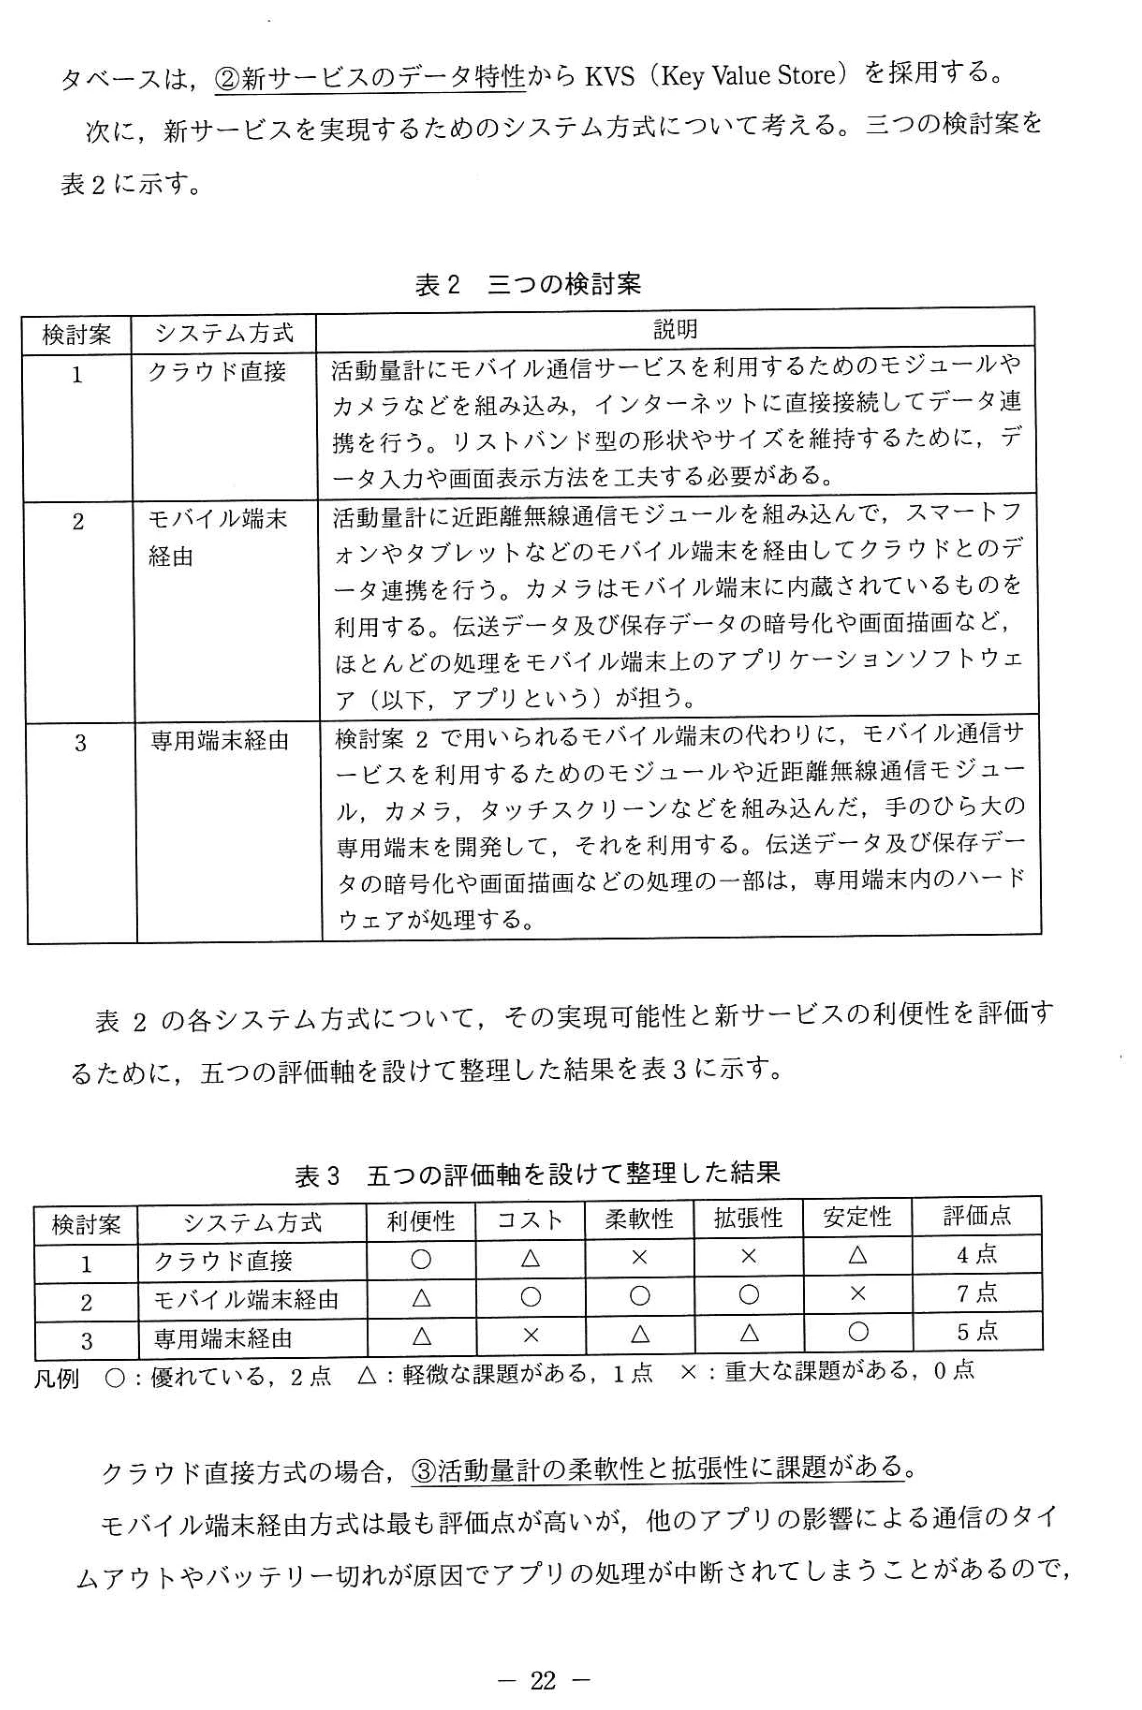 タベースは，②新サービスのデータ特性から KVS（Key Value Store）を採用する。
次に，新サービスを実現するためのシステム方式について考える。三つの検討案を
表 2 に示す。
表 2　三つの検討案
検討案　システム方式　説明
1　クラウド直接　活動量計にモバイル通信サービスを利用するためのモジュールや
カメラなどを組み込み，インターネットに直接接続してデータ連
携を行う。リストバンド型の形状やサイズを維持するために，デ
ータ入力や画面表示方法を工夫する必要がある。
2　モバイル端末　活動量計に近距離無線通信モジュールを組み込んで，スマートフ
経由　ォンやタブレットなどのモバイル端末を経由してクラウドとのデ
ータ連携を行う。カメラはモバイル端末に内蔵されているものを
利用する。伝送データ及び保存データの暗号化や画面描画など，
ほとんどの処理をモバイル端末上のアプリケーションソフトウェ
ア（以下，アプリという）が担う。
3　専用端末経由　検討案 2 で用いられるモバイル端末の代わりに，モバイル通信サ
ービスを利用するためのモジュールや近距離無線通信モジュー
ル，カメラ，タッチスクリーンなどを組み込んだ，手のひら大の
専用端末を開発して，それを利用する。伝送データ及び保存デー
タの暗号化や画面描画などの処理の一部は，専用端末内のハード
ウェアが処理する。
表 2 の各システム方式について，その実現可能性と新サービスの利便性を評価す
るために，五つの評価軸を設けて整理した結果を表 3 に示す。
表 3　五つの評価軸を設けて整理した結果
検討案　システム方式　利便性　コスト　柔軟性　拡張性　安定性　評価点
1　クラウド直接　○　△　×　×　△　4 点
2　モバイル端末経由　△　○　○　○　×　7 点
3　専用端末経由　△　×　△　△　○　5 点
凡例　○：優れている，2 点　△：軽微な課題がある，1 点　×：重大な課題がある，0 点
クラウド直接方式の場合，③活動量計の柔軟性と拡張性に課題がある。
モバイル端末経由方式は最も評価点が高いが，他のアプリの影響による通信のタイ
ムアウトやバッテリー切れが原因でアプリの処理が中断されてしまうことがあるので，
― 22 ―